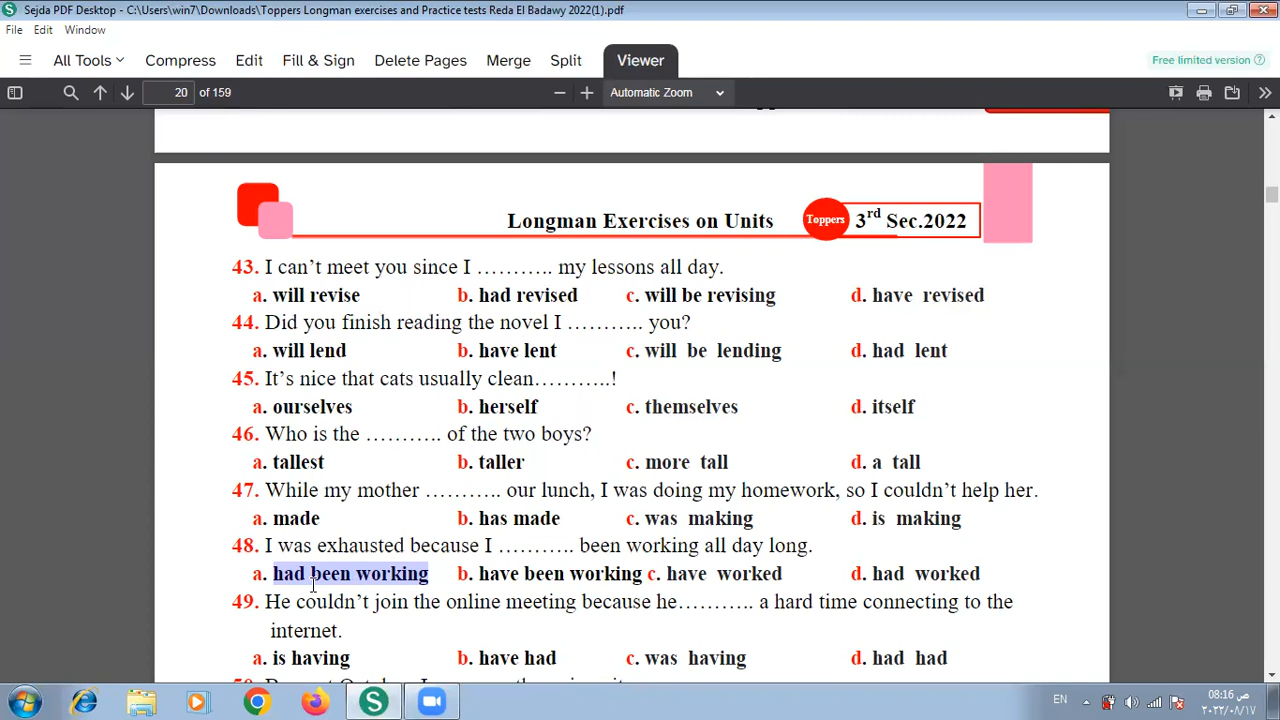 Sejda PDF Desktop - C:\Users\win7\Downloads\Toppers Longman exercises and Practice tests Reda El Badawy 2022(1).pdf
File Edit Window
All Tools Compress Edit Fill & Sign Delete Pages Merge Split Viewer Free limited version
20 of 159 Automatic Zoom
Longman Exercises on Units Toppers 3rd Sec.2022
43. I can't meet you since I ……….. my lessons all day.
a. will revise b. had revised c. will be revising d. have revised
44. Did you finish reading the novel I ……….. you?
a. will lend b. have lent c. will be lending d. had lent
45. It's nice that cats usually clean………..!
a. ourselves b. herself c. themselves d. itself
46. Who is the ……….. of the two boys?
a. tallest b. taller c. more tall d. a tall
47. While my mother ……….. our lunch, I was doing my homework, so I couldn't help her.
a. made b. has made c. was making d. is making
48. I was exhausted because I ……….. been working all day long.
a. had been working b. have been working c. have worked d. had worked
49. He couldn't join the online meeting because he……….. a hard time connecting to the
internet.
a. is having b. have had c. was having d. had had
EN
08:16 ص
٢٠٢٢/٠٨/١٧